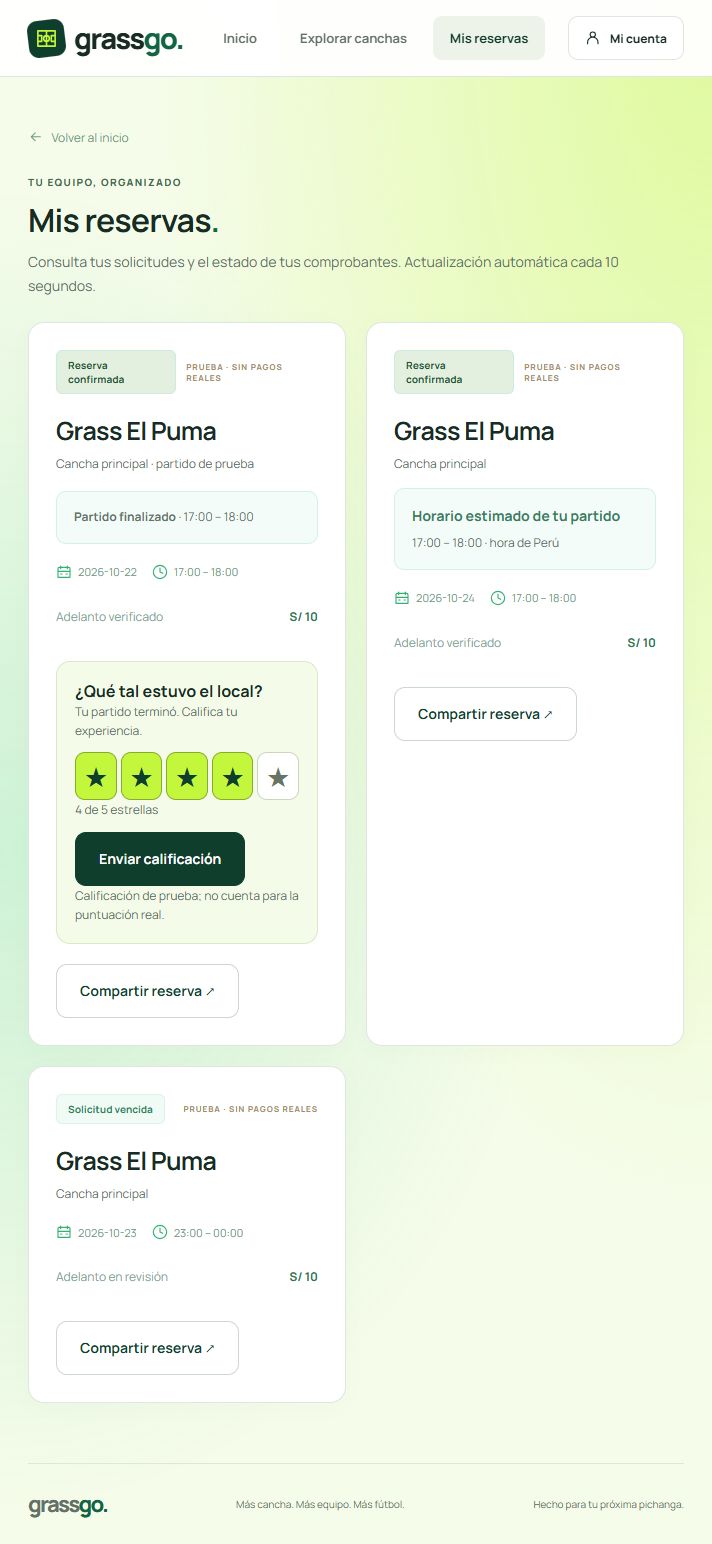 grassgo.
Inicio
Explorar canchas
Mis reservas
Mi cuenta
← Volver al inicio
TU EQUIPO, ORGANIZADO
Mis reservas.
Consulta tus solicitudes y el estado de tus comprobantes. Actualización automática cada 10
segundos.
Reserva
confirmada
PRUEBA · SIN PAGOS
REALES
Grass El Puma
Cancha principal · partido de prueba
Partido finalizado · 17:00 – 18:00
2026-10-22 17:00 – 18:00
Adelanto verificado S/ 10
¿Qué tal estuvo el local?
Tu partido terminó. Califica tu
experiencia.
★ ★ ★ ★ ★
4 de 5 estrellas
Enviar calificación
Calificación de prueba; no cuenta para la
puntuación real.
Compartir reserva ↗
Reserva
confirmada
PRUEBA · SIN PAGOS
REALES
Grass El Puma
Cancha principal
Horario estimado de tu partido
17:00 – 18:00 · hora de Perú
2026-10-24 17:00 – 18:00
Adelanto verificado S/ 10
Compartir reserva ↗
Solicitud vencida
PRUEBA · SIN PAGOS REALES
Grass El Puma
Cancha principal
2026-10-23 23:00 – 00:00
Adelanto en revisión S/ 10
Compartir reserva ↗
grassgo.
Más cancha. Más equipo. Más fútbol.
Hecho para tu próxima pichanga.